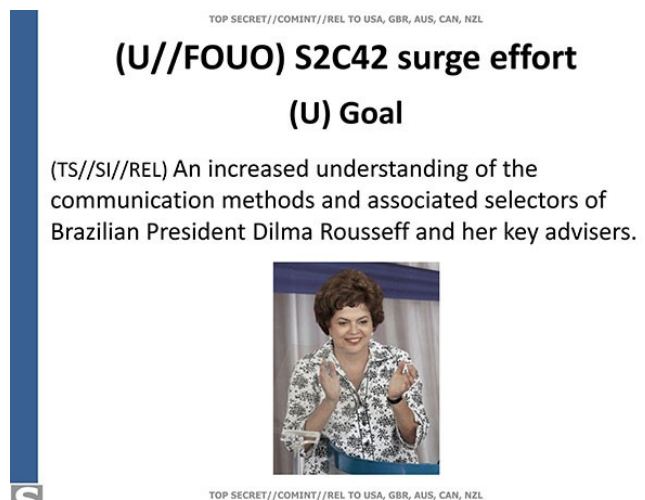 TOP SECRET//COMINT//REL TO USA, GBR, AUS, CAN, NZL
(U//FOUO) S2C42 surge effort
(U) Goal
(TS//SI//REL) An increased understanding of the
communication methods and associated selectors of
Brazilian President Dilma Rousseff and her key advisers.
S
TOP SECRET//COMINT//REL TO USA, GBR, AUS, CAN, NZL